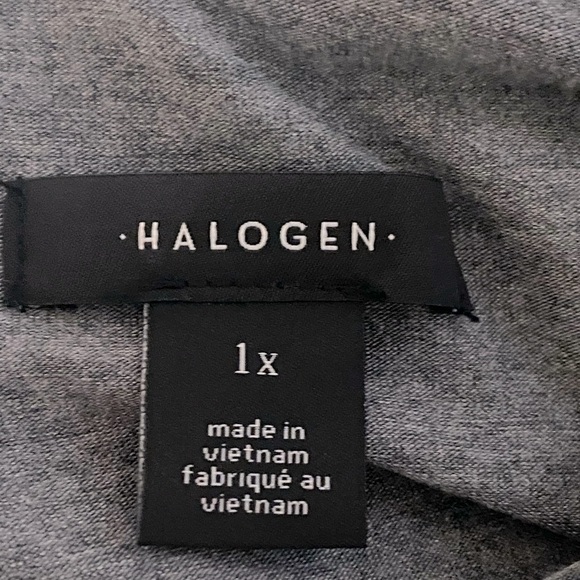 ·HALOGEN·
1x
made in
vietnam
fabriqué au
vietnam